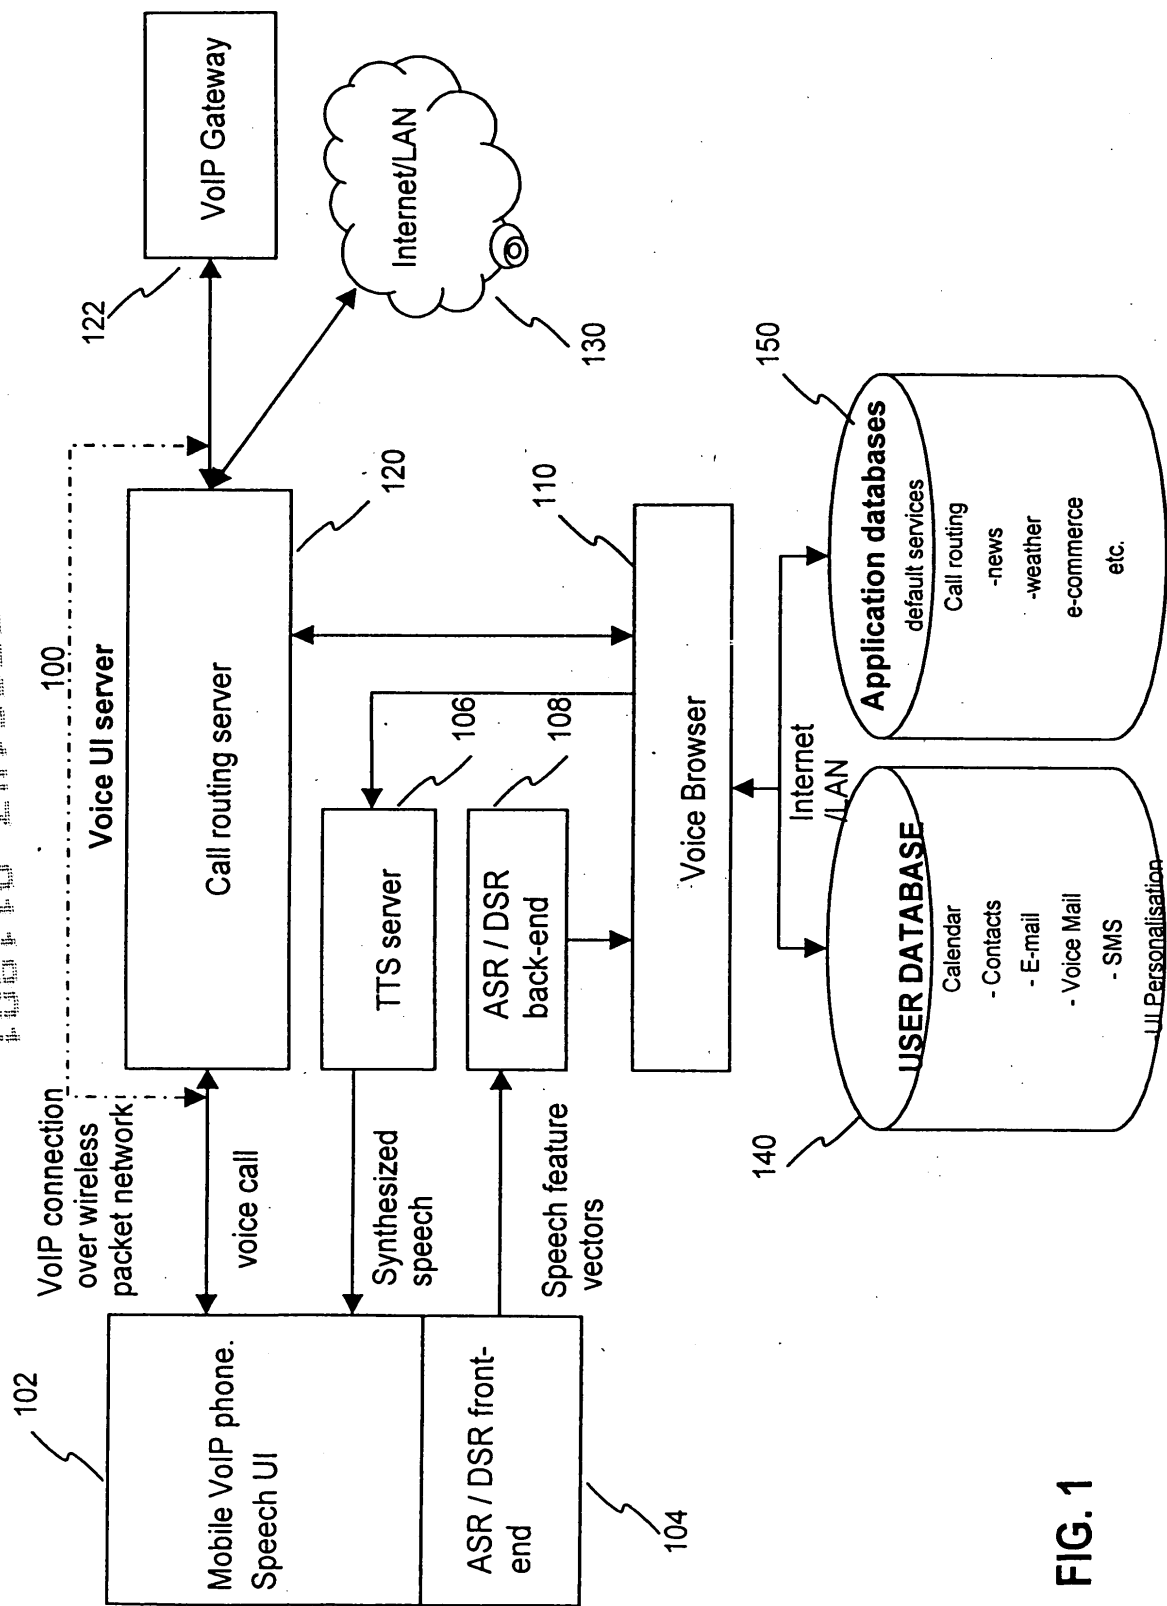 102
Mobile VoIP phone.
Speech UI
ASR / DSR front-
end
104
VoIP connection
over wireless
packet network
voice call
Synthesized
speech
Speech feature
vectors
100
Voice UI server
Call routing server
120
TTS server
106
ASR / DSR
back-end
108
Voice Browser
110
122
VoIP Gateway
Internet/LAN
130
Internet
/LAN
140
USER DATABASE
Calendar
- Contacts
- E-mail
- Voice Mail
- SMS
UI Personalisation
150
Application databases
default services
Call routing
-news
-weather
e-commerce
etc.
FIG. 1